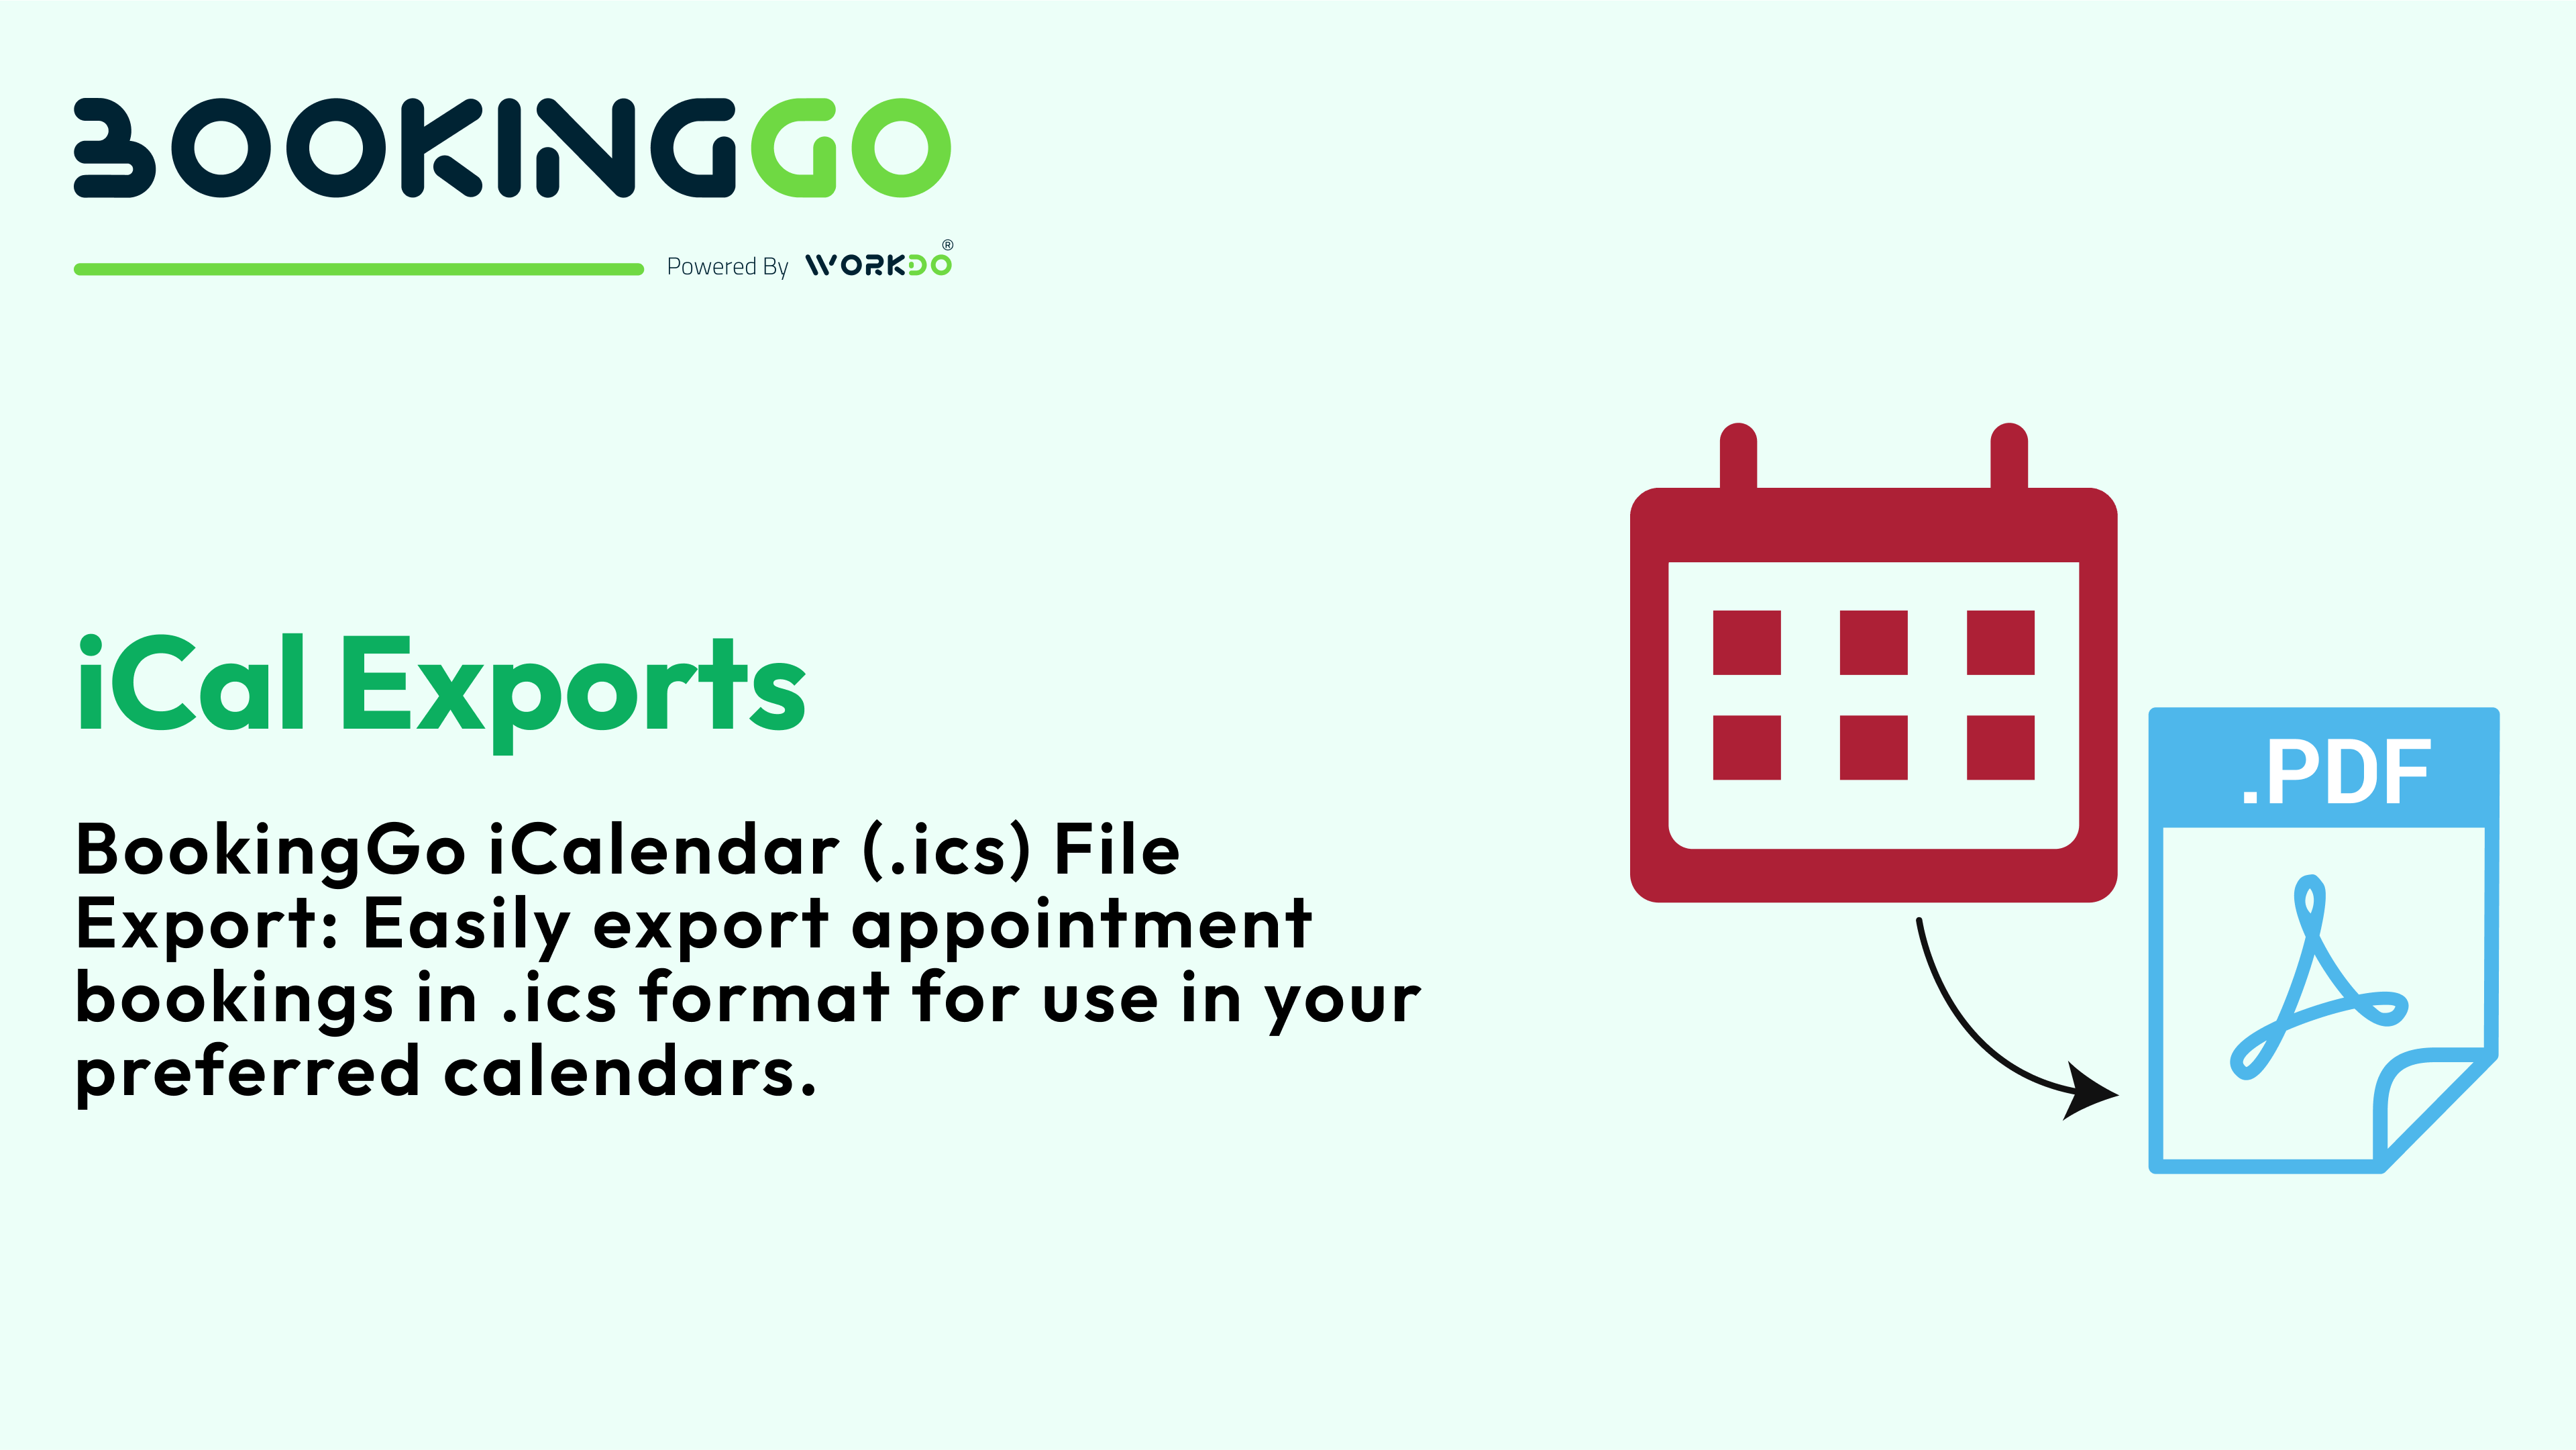 BOOKINGGO
Powered By WORKDO®
iCal Exports
BookingGo iCalendar (.ics) File
Export: Easily export appointment
bookings in .ics format for use in your
preferred calendars.
.PDF